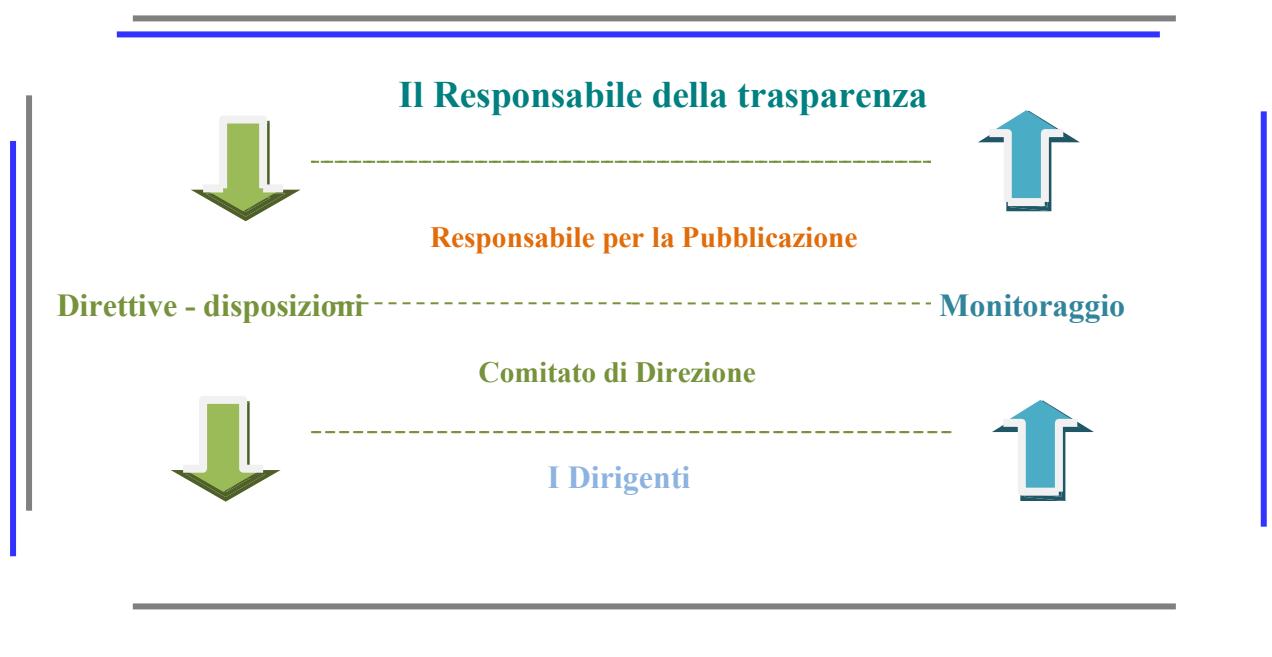 Il Responsabile della trasparenza
Responsabile per la Pubblicazione
Direttive - disposizioni
Monitoraggio
Comitato di Direzione
I Dirigenti